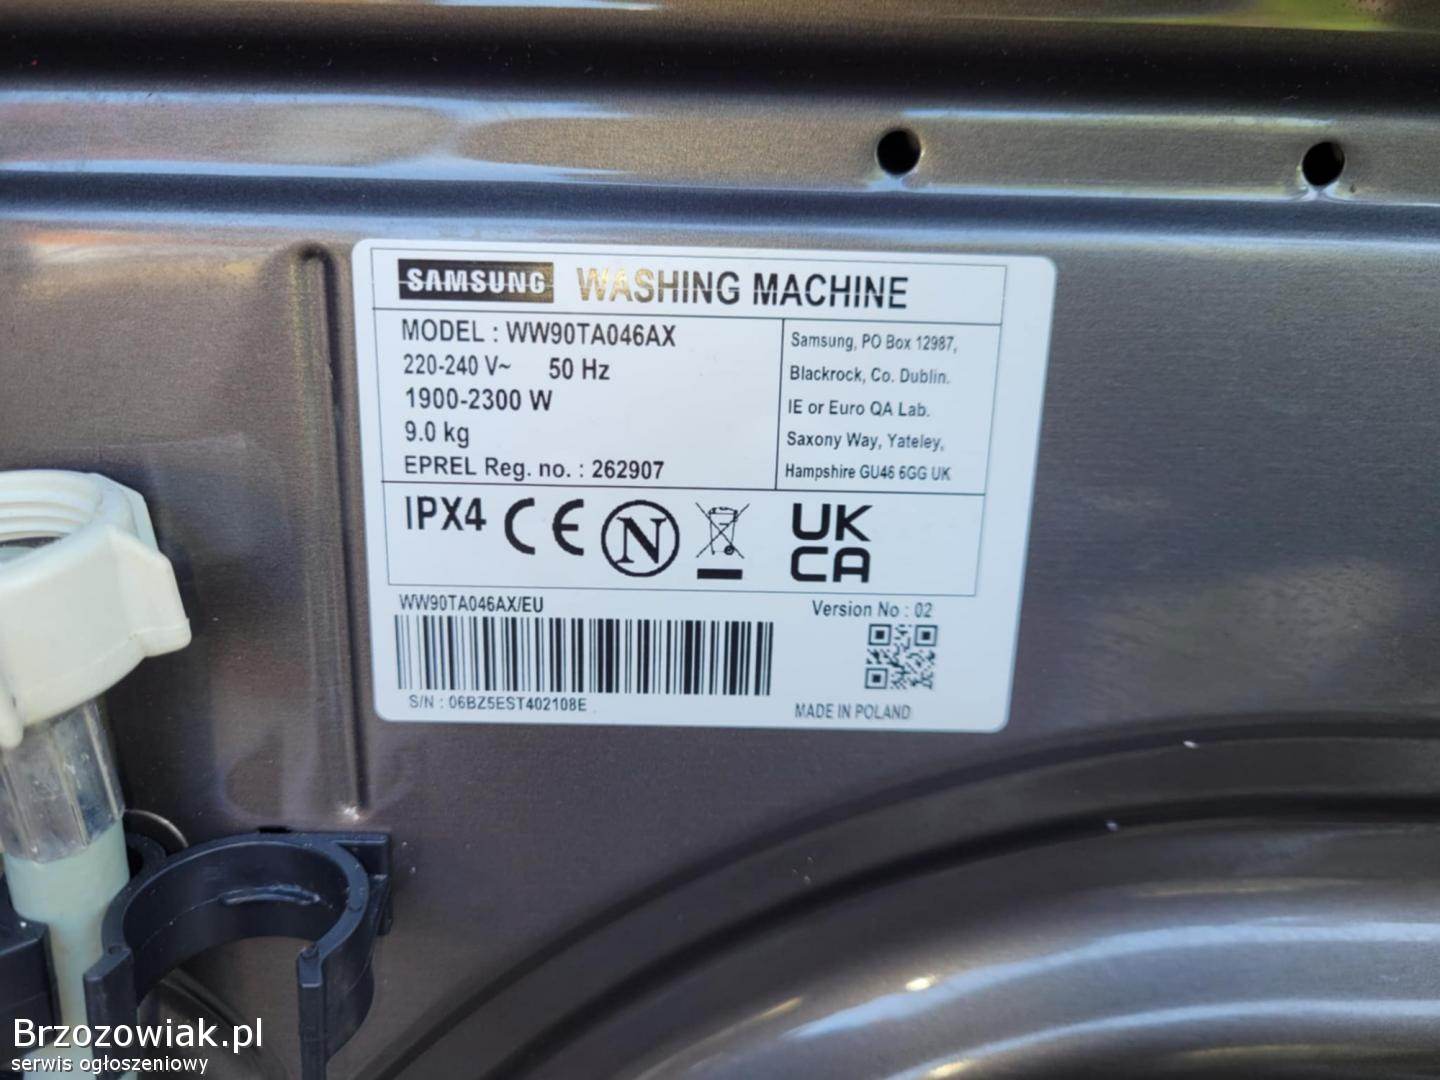 SAMSUNG WASHING MACHINE
MODEL : WW90TA046AX
220-240 V~ 50 Hz
1900-2300 W
9.0 kg
EPREL Reg. no. : 262907
Samsung, PO Box 12987,
Blackrock, Co. Dublin.
IE or Euro QA Lab.
Saxony Way, Yateley,
Hampshire GU46 6GG UK
IPX4 CE N UK
CA
WW90TA046AX/EU
Version No : 02
S/N : 06BZ5EST402108E
MADE IN POLAND
Brzozowiak.pl
serwis ogłoszeniowy